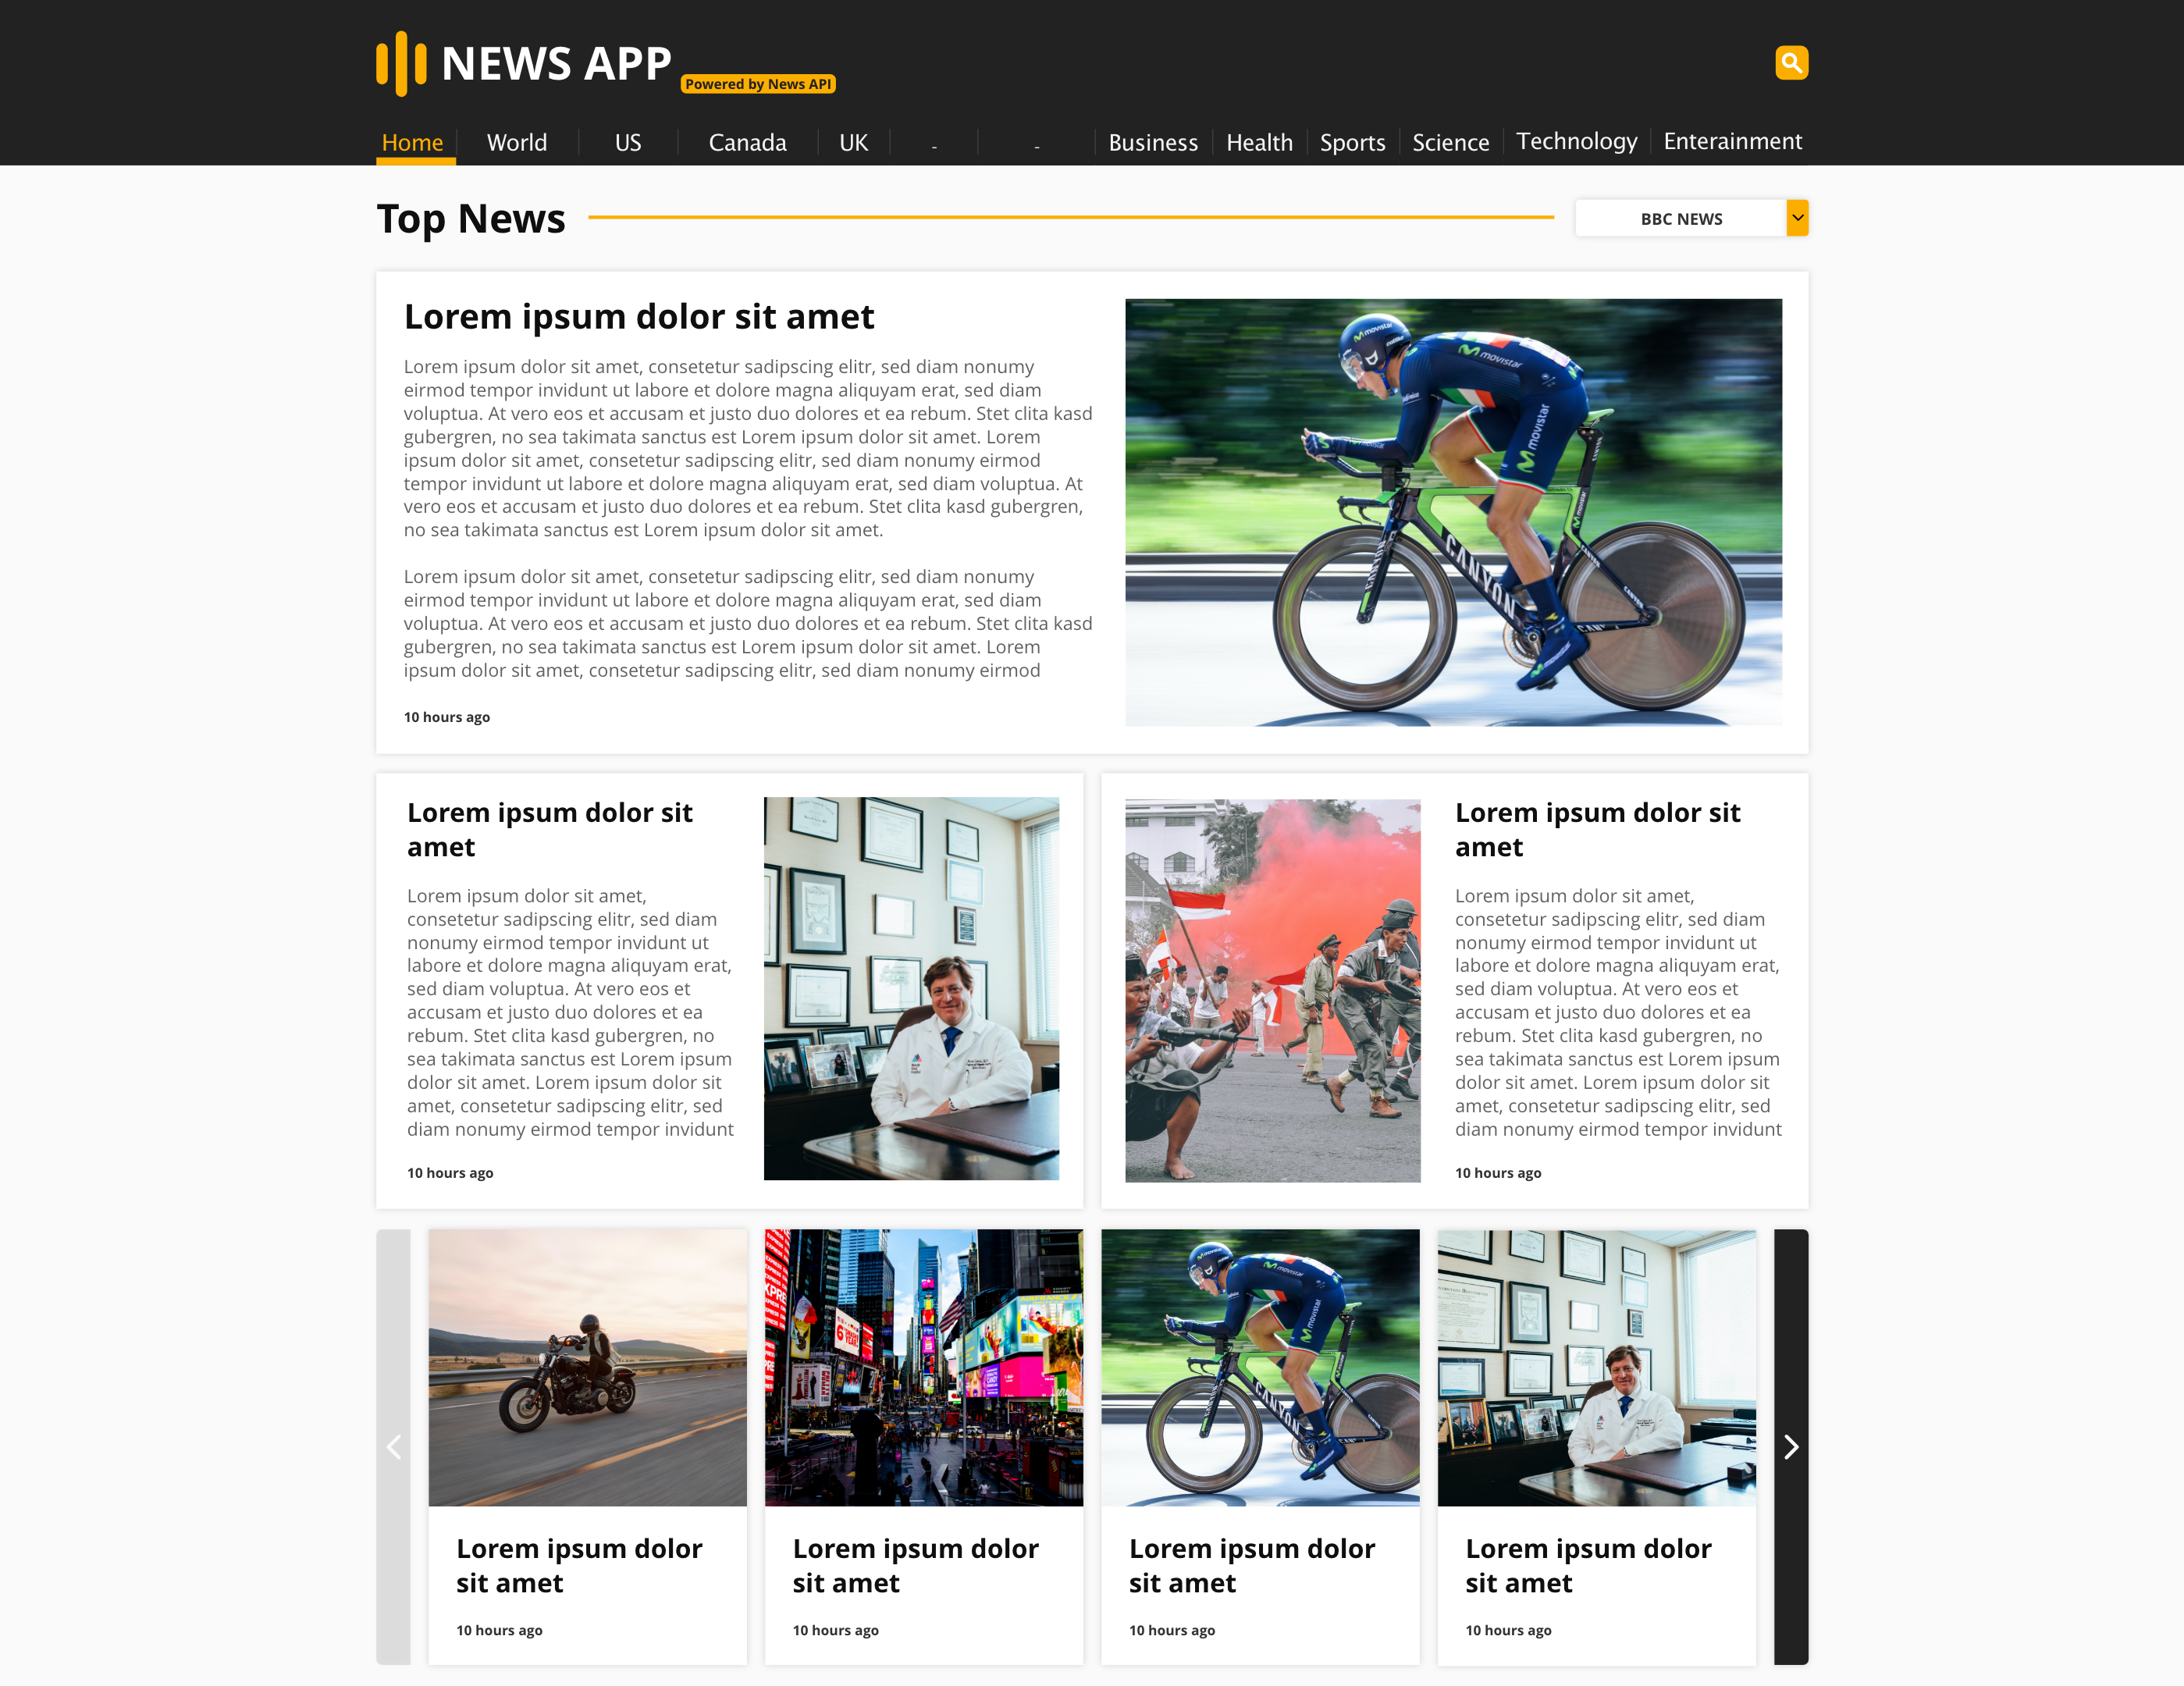 NEWS APP
Powered by News API
Home World US Canada UK - - Business Health Sports Science Technology Enterainment
Top News
BBC NEWS
Lorem ipsum dolor sit amet
Lorem ipsum dolor sit amet, consetetur sadipscing elitr, sed diam nonumy
eirmod tempor invidunt ut labore et dolore magna aliquyam erat, sed diam
voluptua. At vero eos et accusam et justo duo dolores et ea rebum. Stet clita kasd
gubergren, no sea takimata sanctus est Lorem ipsum dolor sit amet. Lorem
ipsum dolor sit amet, consetetur sadipscing elitr, sed diam nonumy eirmod
tempor invidunt ut labore et dolore magna aliquyam erat, sed diam voluptua. At
vero eos et accusam et justo duo dolores et ea rebum. Stet clita kasd gubergren,
no sea takimata sanctus est Lorem ipsum dolor sit amet.
Lorem ipsum dolor sit amet, consetetur sadipscing elitr, sed diam nonumy
eirmod tempor invidunt ut labore et dolore magna aliquyam erat, sed diam
voluptua. At vero eos et accusam et justo duo dolores et ea rebum. Stet clita kasd
gubergren, no sea takimata sanctus est Lorem ipsum dolor sit amet. Lorem
ipsum dolor sit amet, consetetur sadipscing elitr, sed diam nonumy eirmod
10 hours ago
movistar
movistar
movistar
CANYON
Lorem ipsum dolor sit
amet
Lorem ipsum dolor sit amet,
consetetur sadipscing elitr, sed diam
nonumy eirmod tempor invidunt ut
labore et dolore magna aliquyam erat,
sed diam voluptua. At vero eos et
accusam et justo duo dolores et ea
rebum. Stet clita kasd gubergren, no
sea takimata sanctus est Lorem ipsum
dolor sit amet. Lorem ipsum dolor sit
amet, consetetur sadipscing elitr, sed
diam nonumy eirmod tempor invidunt
10 hours ago
Lorem ipsum dolor sit
amet
Lorem ipsum dolor sit amet,
consetetur sadipscing elitr, sed diam
nonumy eirmod tempor invidunt ut
labore et dolore magna aliquyam erat,
sed diam voluptua. At vero eos et
accusam et justo duo dolores et ea
rebum. Stet clita kasd gubergren, no
sea takimata sanctus est Lorem ipsum
dolor sit amet. Lorem ipsum dolor sit
amet, consetetur sadipscing elitr, sed
diam nonumy eirmod tempor invidunt
10 hours ago
movistar
movistar
CANYON
Lorem ipsum dolor
sit amet
10 hours ago
Lorem ipsum dolor
sit amet
10 hours ago
Lorem ipsum dolor
sit amet
10 hours ago
Lorem ipsum dolor
sit amet
10 hours ago